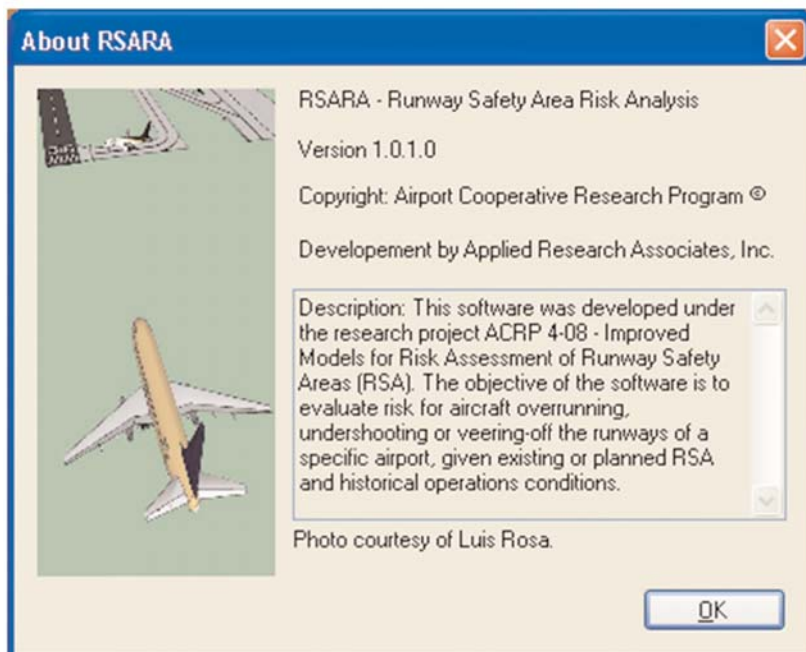 About RSARA
RSARA - Runway Safety Area Risk Analysis
Version 1.0.1.0
Copyright: Airport Cooperative Research Program ©
Developement by Applied Research Associates, Inc.
Description: This software was developed under
the research project ACRP 4-08 - Improved
Models for Risk Assessment of Runway Safety
Areas (RSA). The objective of the software is to
evaluate risk for aircraft overrunning,
undershooting or veering-off the runways of a
specific airport, given existing or planned RSA
and historical operations conditions.
Photo courtesy of Luis Rosa.
OK